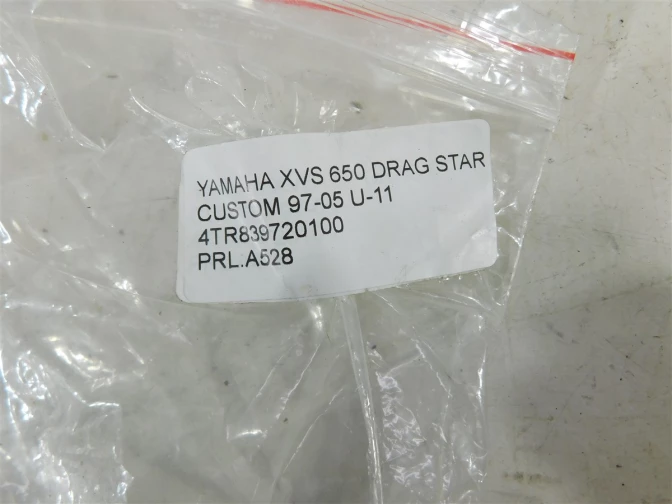 YAMAHA XVS 650 DRAG STAR
CUSTOM 97-05 U-11
4TR839720100
PRL.A528